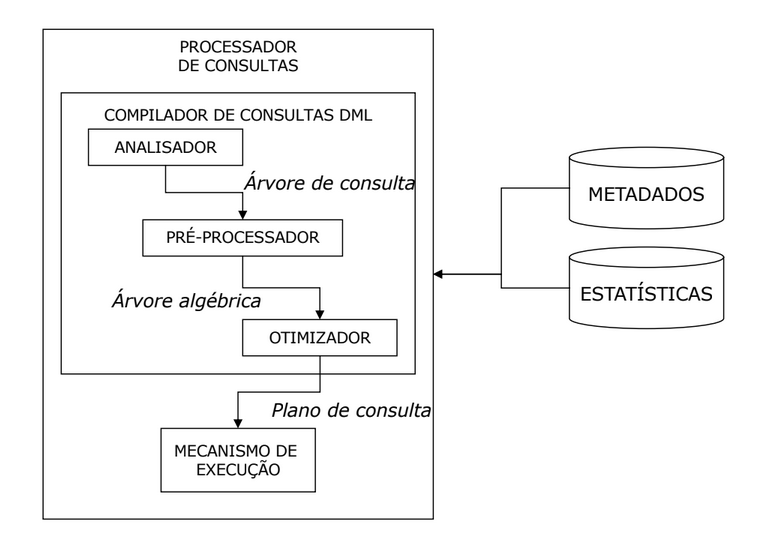 PROCESSADOR
DE CONSULTAS
COMPILADOR DE CONSULTAS DML
ANALISADOR
Árvore de consulta
PRÉ-PROCESSADOR
Árvore algébrica
OTIMIZADOR
Plano de consulta
MECANISMO DE
EXECUÇÃO
METADADOS
ESTATÍSTICAS